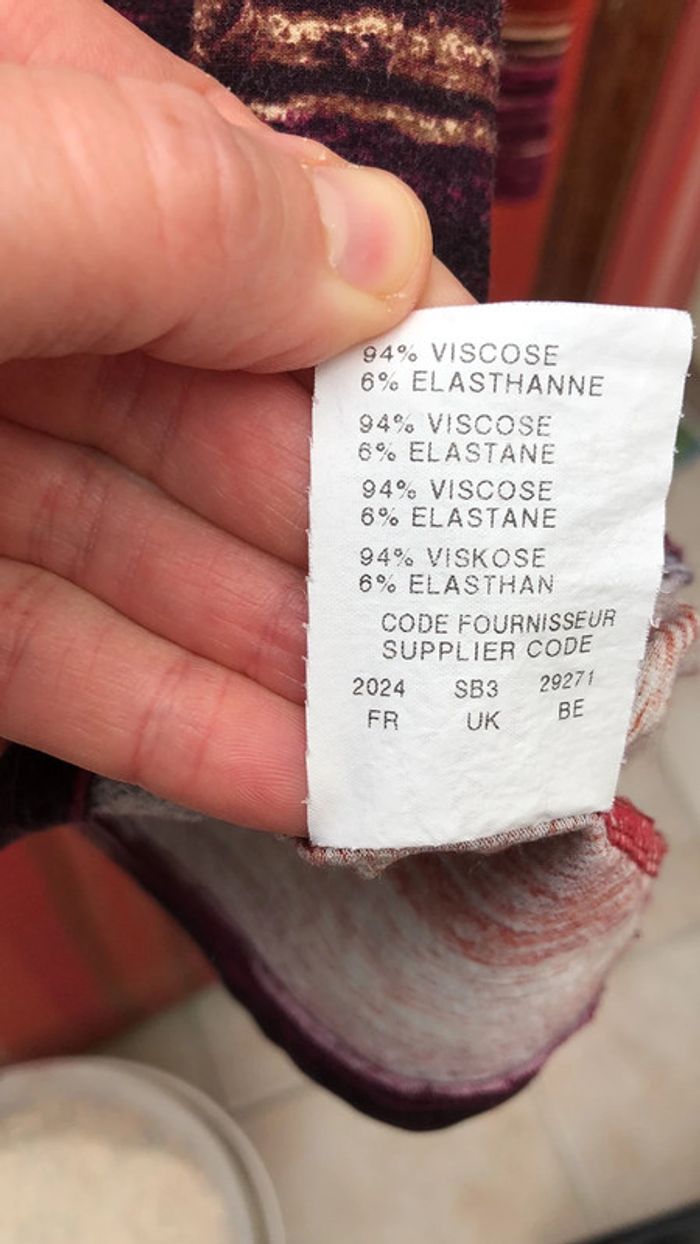 94% VISCOSE
6% ELASTHANNE
94% VISCOSE
6% ELASTANE
94% VISCOSE
6% ELASTANE
94% VISKOSE
6% ELASTHAN
CODE FOURNISSEUR
SUPPLIER CODE
2024 SB3 29271
FR UK BE